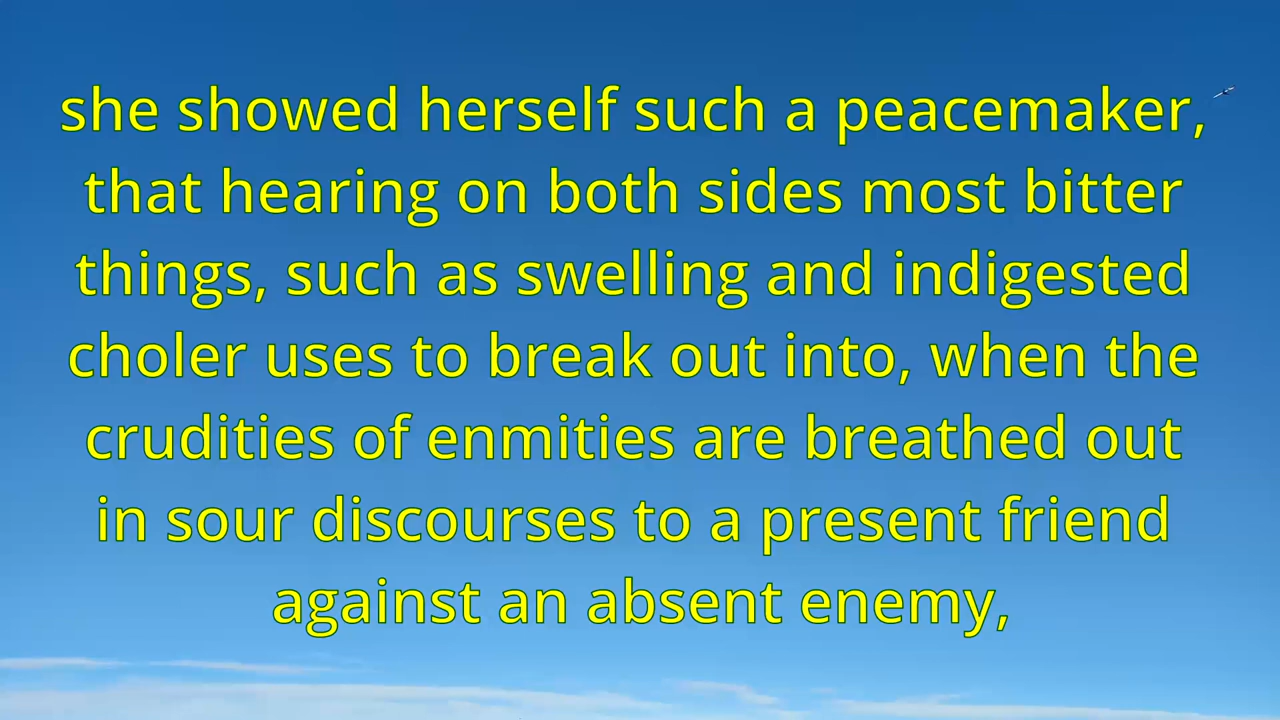 she showed herself such a peacemaker,
that hearing on both sides most bitter
things, such as swelling and indigested
choler uses to break out into, when the
crudities of enmities are breathed out
in sour discourses to a present friend
against an absent enemy,